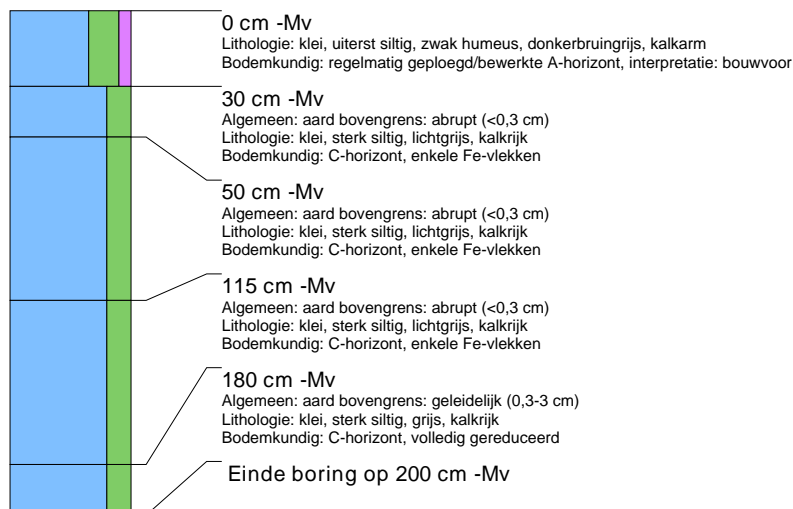 0 cm -Mv
Lithologie: klei, uiterst siltig, zwak humeus, donkerbruingrijs, kalkarm
Bodemkundig: regelmatig geploegd/bewerkte A-horizont, interpretatie: bouwvoor
30 cm -Mv
Algemeen: aard bovengrens: abrupt (<0,3 cm)
Lithologie: klei, sterk siltig, lichtgrijs, kalkrijk
Bodemkundig: C-horizont, enkele Fe-vlekken
50 cm -Mv
Algemeen: aard bovengrens: abrupt (<0,3 cm)
Lithologie: klei, sterk siltig, lichtgrijs, kalkrijk
Bodemkundig: C-horizont, enkele Fe-vlekken
115 cm -Mv
Algemeen: aard bovengrens: abrupt (<0,3 cm)
Lithologie: klei, sterk siltig, lichtgrijs, kalkrijk
Bodemkundig: C-horizont, enkele Fe-vlekken
180 cm -Mv
Algemeen: aard bovengrens: geleidelijk (0,3-3 cm)
Lithologie: klei, sterk siltig, grijs, kalkrijk
Bodemkundig: C-horizont, volledig gereduceerd
Einde boring op 200 cm -Mv